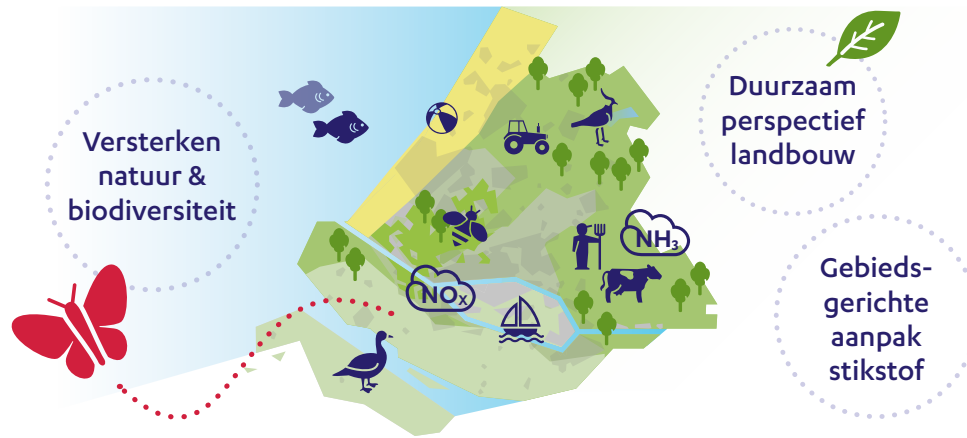 Versterken
natuur &
biodiversiteit
Duurzaam
perspectief
landbouw
NH₃
NOₓ
Gebieds-
gerichte
aanpak
stikstof